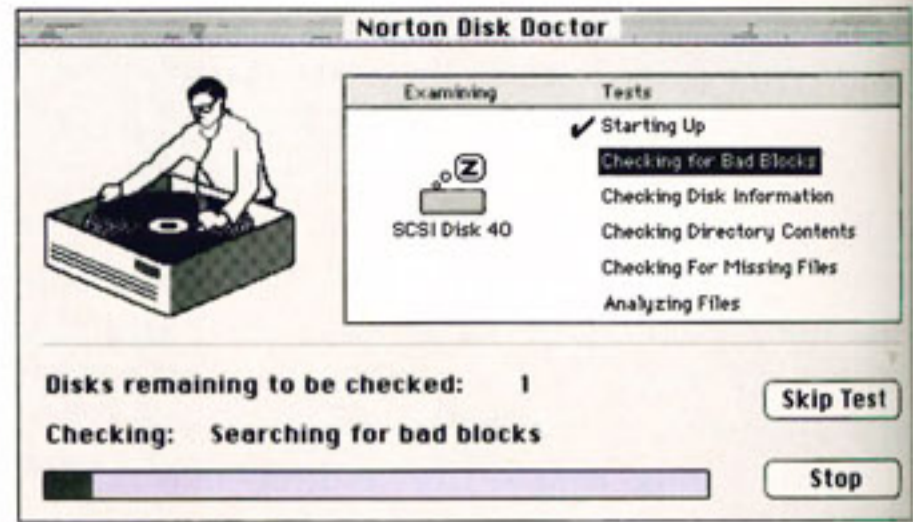 Norton Disk Doctor
Examining
Tests
Starting Up
Checking for Bad Blocks
Checking Disk Information
Checking Directory Contents
Checking For Missing Files
Analyzing Files
Z
SCSI Disk 40
Disks remaining to be checked: 1
Checking: Searching for bad blocks
Skip Test
Stop